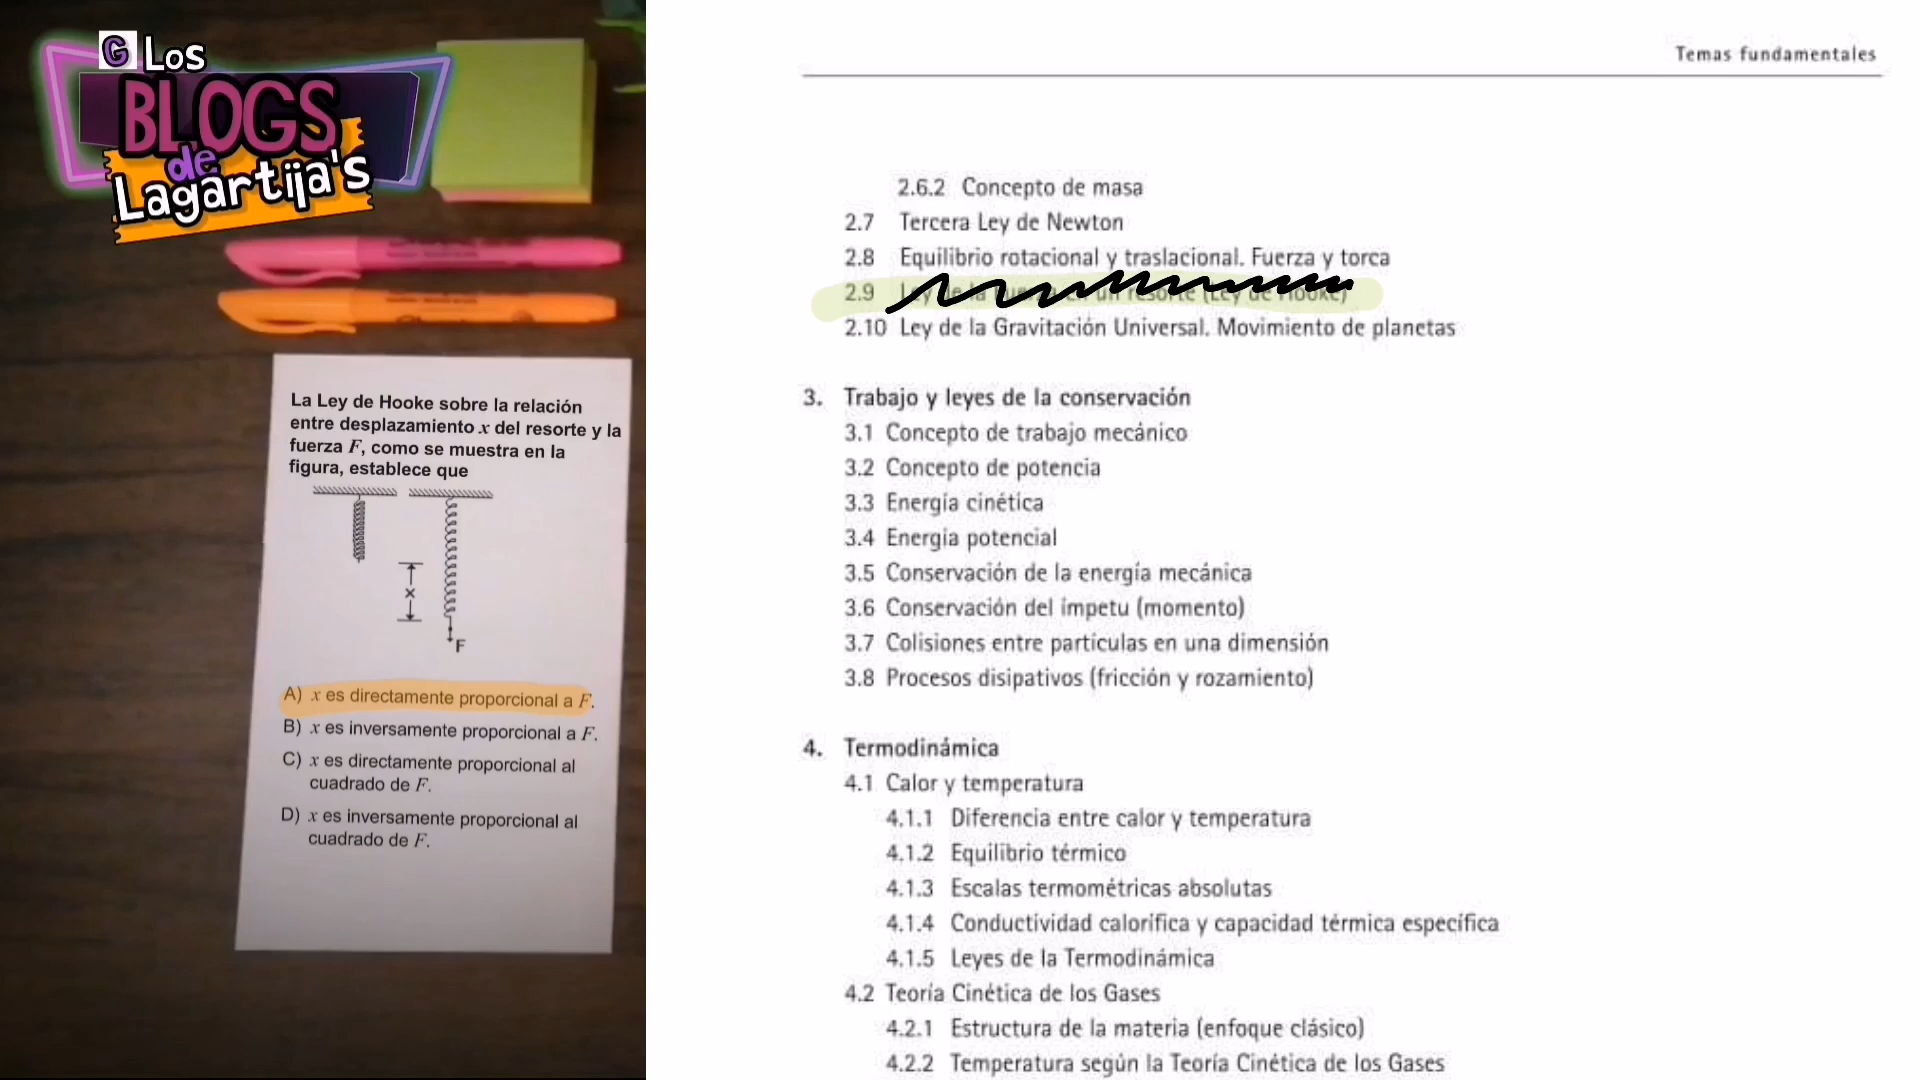 G Los
BLOGS
de
Lagartija's
La Ley de Hooke sobre la relación
entre desplazamiento x del resorte y la
fuerza F, como se muestra en la
figura, establece que
x
F
A) x es directamente proporcional a F.
B) x es inversamente proporcional a F.
C) x es directamente proporcional al
cuadrado de F.
D) x es inversamente proporcional al
cuadrado de F.
Temas fundamentales
2.6.2 Concepto de masa
2.7 Tercera Ley de Newton
2.8 Equilibrio rotacional y traslacional. Fuerza y torca
2.9 Ley de la fuerza en un resorte (Ley de Hooke)
2.10 Ley de la Gravitación Universal. Movimiento de planetas
3. Trabajo y leyes de la conservación
3.1 Concepto de trabajo mecánico
3.2 Concepto de potencia
3.3 Energía cinética
3.4 Energía potencial
3.5 Conservación de la energía mecánica
3.6 Conservación del ímpetu (momento)
3.7 Colisiones entre partículas en una dimensión
3.8 Procesos disipativos (fricción y rozamiento)
4. Termodinámica
4.1 Calor y temperatura
4.1.1 Diferencia entre calor y temperatura
4.1.2 Equilibrio térmico
4.1.3 Escalas termométricas absolutas
4.1.4 Conductividad calorífica y capacidad térmica específica
4.1.5 Leyes de la Termodinámica
4.2 Teoría Cinética de los Gases
4.2.1 Estructura de la materia (enfoque clásico)
4.2.2 Temperatura según la Teoría Cinética de los Gases